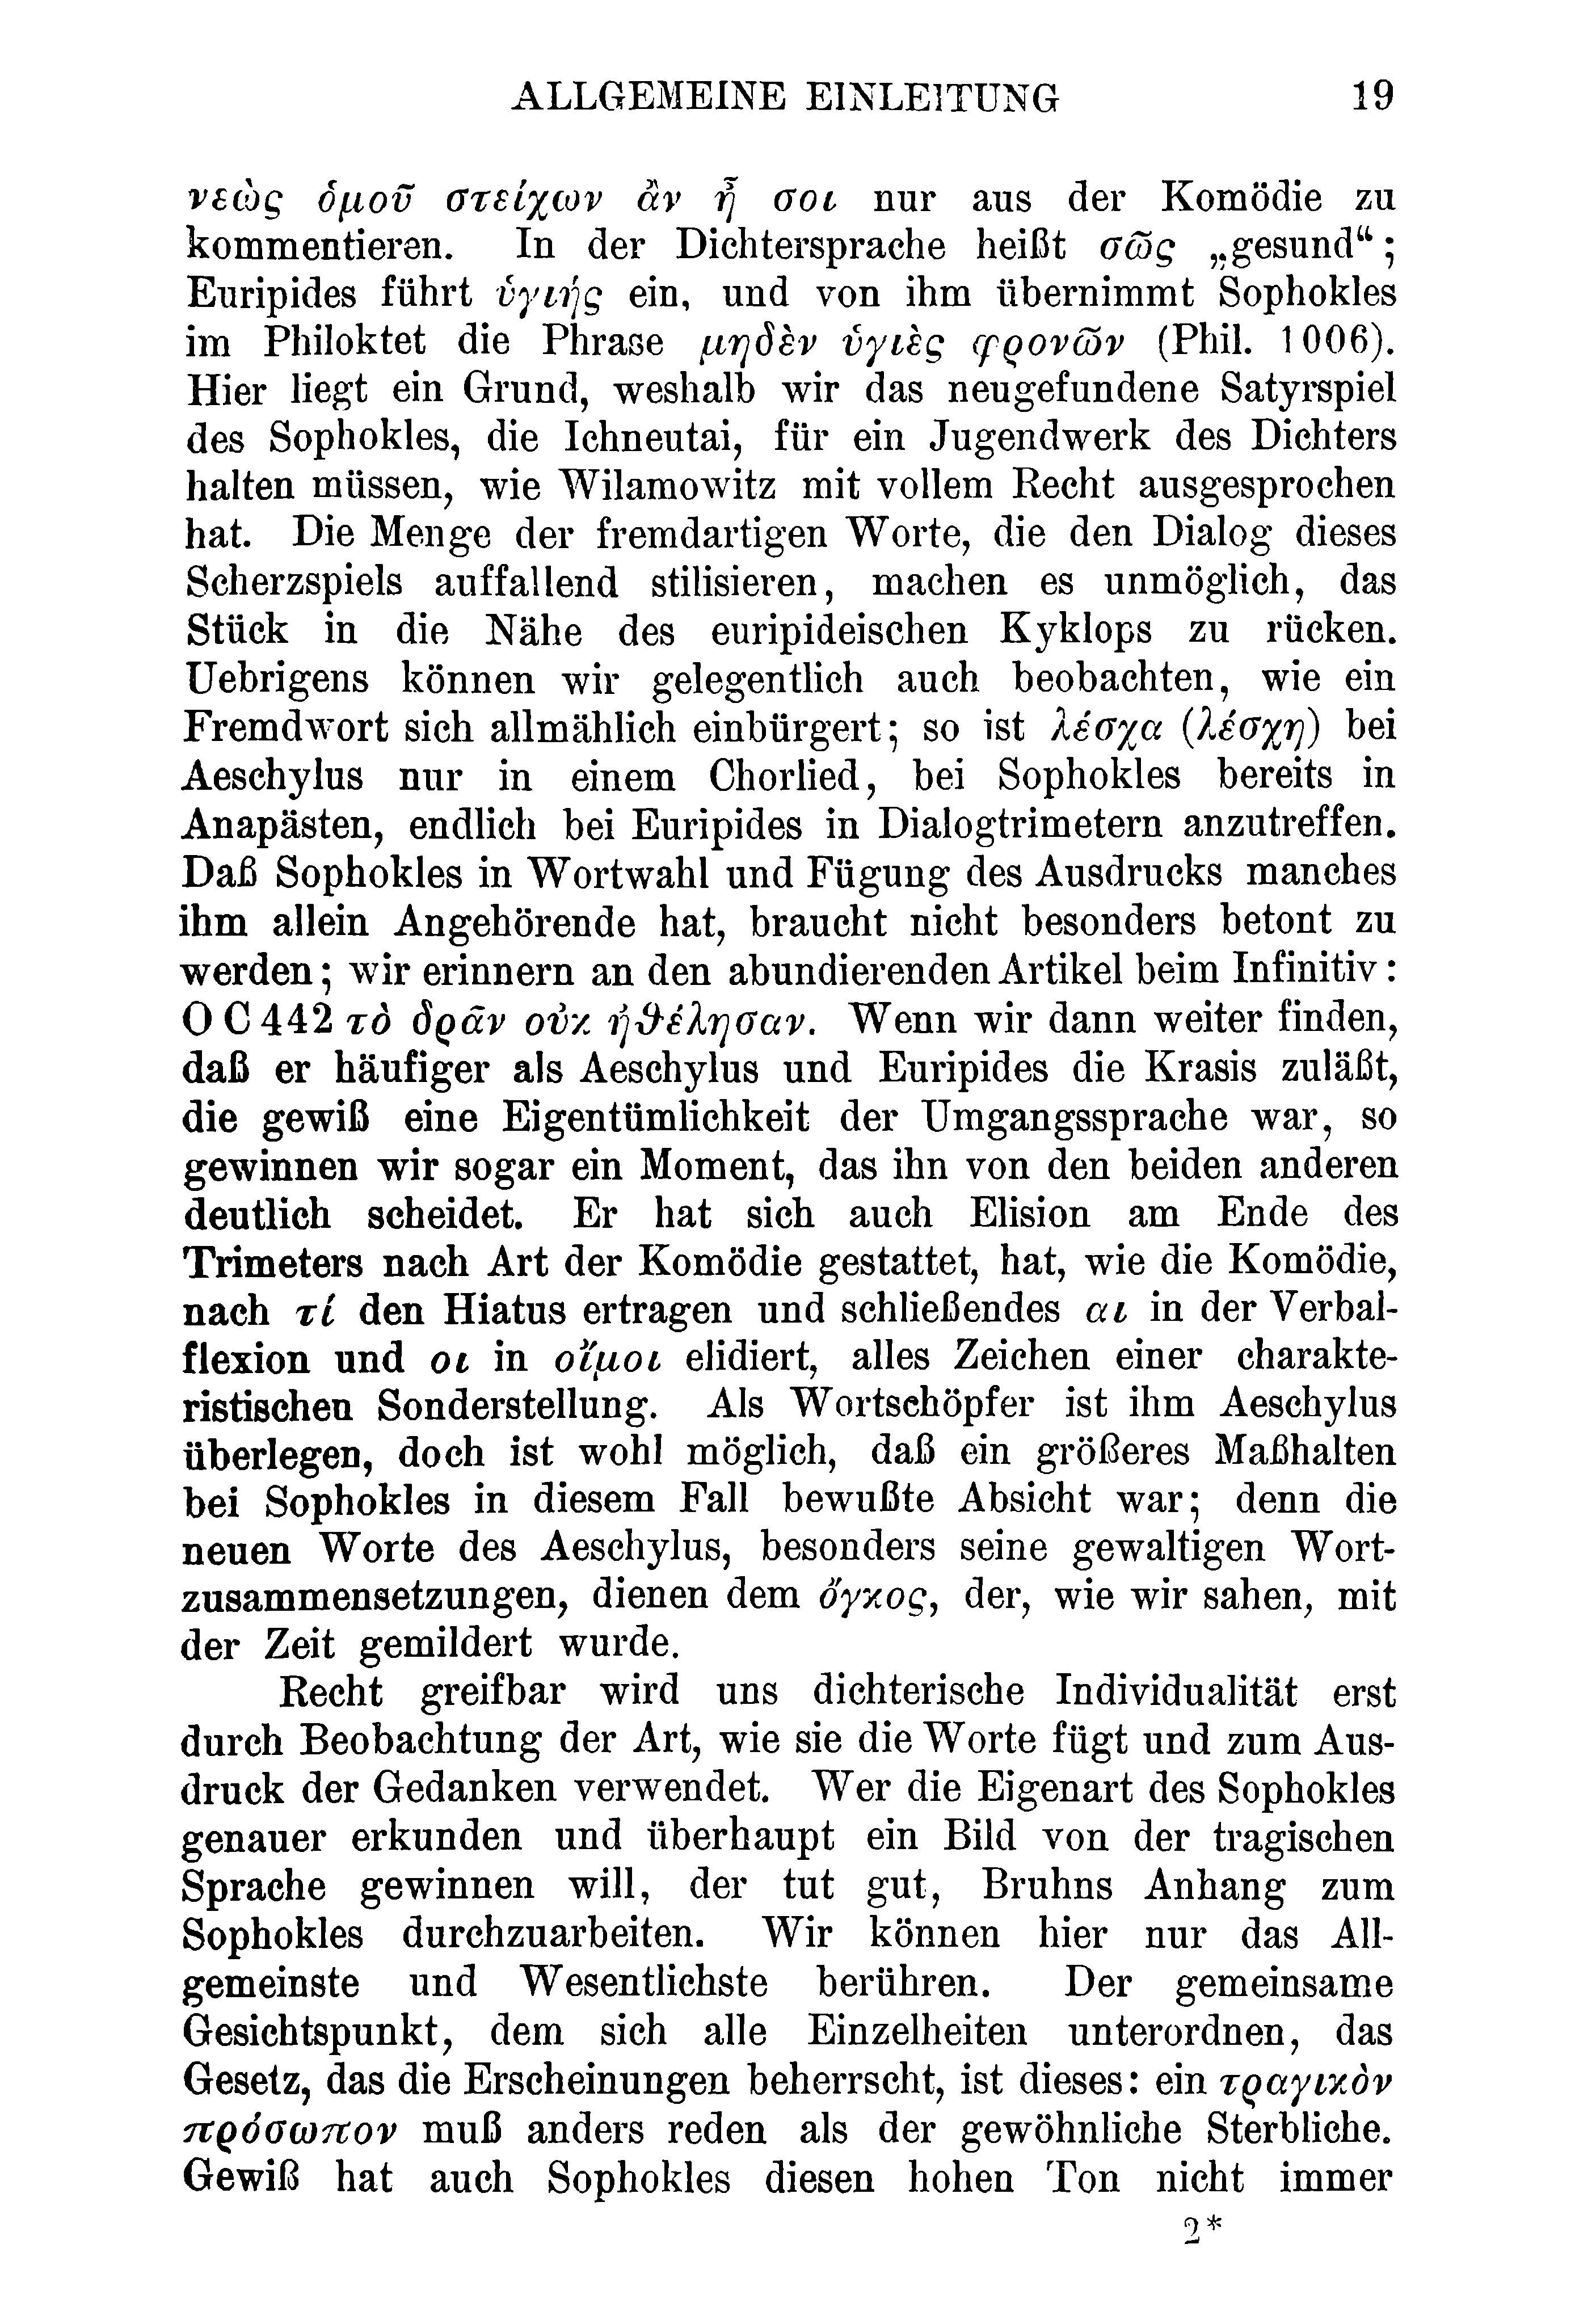 ALLGEMEINE EINLEITUNG 19
νεὼς ὁμοῦ στείχων ἂν ᾖ σοι nur aus der Komödie zu
kommentieren. In der Dichtersprache heißt σῶς „gesund“;
Euripides führt ὑγιής ein, und von ihm übernimmt Sophokles
im Philoktet die Phrase μηδὲν ὑγιὲς φρονῶν (Phil. 1006).
Hier liegt ein Grund, weshalb wir das neugefundene Satyrspiel
des Sophokles, die Ichneutai, für ein Jugendwerk des Dichters
halten müssen, wie Wilamowitz mit vollem Recht ausgesprochen
hat. Die Menge der fremdartigen Worte, die den Dialog dieses
Scherzspiels auffallend stilisieren, machen es unmöglich, das
Stück in die Nähe des euripideischen Kyklops zu rücken.
Uebrigens können wir gelegentlich auch beobachten, wie ein
Fremdwort sich allmählich einbürgert; so ist λέσχα (λέσχη) bei
Aeschylus nur in einem Chorlied, bei Sophokles bereits in
Anapästen, endlich bei Euripides in Dialogtrimetern anzutreffen.
Daß Sophokles in Wortwahl und Fügung des Ausdrucks manches
ihm allein Angehörende hat, braucht nicht besonders betont zu
werden; wir erinnern an den abundierenden Artikel beim Infinitiv:
O C 442 τὸ δρᾶν οὐκ ἠθέλησαν. Wenn wir dann weiter finden,
daß er häufiger als Aeschylus und Euripides die Krasis zuläßt,
die gewiß eine Eigentümlichkeit der Umgangssprache war, so
gewinnen wir sogar ein Moment, das ihn von den beiden anderen
deutlich scheidet. Er hat sich auch Elision am Ende des
Trimeters nach Art der Komödie gestattet, hat, wie die Komödie,
nach τί den Hiatus ertragen und schließendes αι in der Verbal-
flexion und οι in οἴμοι elidiert, alles Zeichen einer charakte-
ristischen Sonderstellung. Als Wortschöpfer ist ihm Aeschylus
überlegen, doch ist wohl möglich, daß ein größeres Maßhalten
bei Sophokles in diesem Fall bewußte Absicht war; denn die
neuen Worte des Aeschylus, besonders seine gewaltigen Wort-
zusammensetzungen, dienen dem ὄγκος, der, wie wir sahen, mit
der Zeit gemildert wurde.
Recht greifbar wird uns dichterische Individualität erst
durch Beobachtung der Art, wie sie die Worte fügt und zum Aus-
druck der Gedanken verwendet. Wer die Eigenart des Sophokles
genauer erkunden und überhaupt ein Bild von der tragischen
Sprache gewinnen will, der tut gut, Bruhns Anhang zum
Sophokles durchzuarbeiten. Wir können hier nur das All-
gemeinste und Wesentlichste berühren. Der gemeinsame
Gesichtspunkt, dem sich alle Einzelheiten unterordnen, das
Gesetz, das die Erscheinungen beherrscht, ist dieses: ein τραγικὸν
πρόσωπον muß anders reden als der gewöhnliche Sterbliche.
Gewiß hat auch Sophokles diesen hohen Ton nicht immer
2*